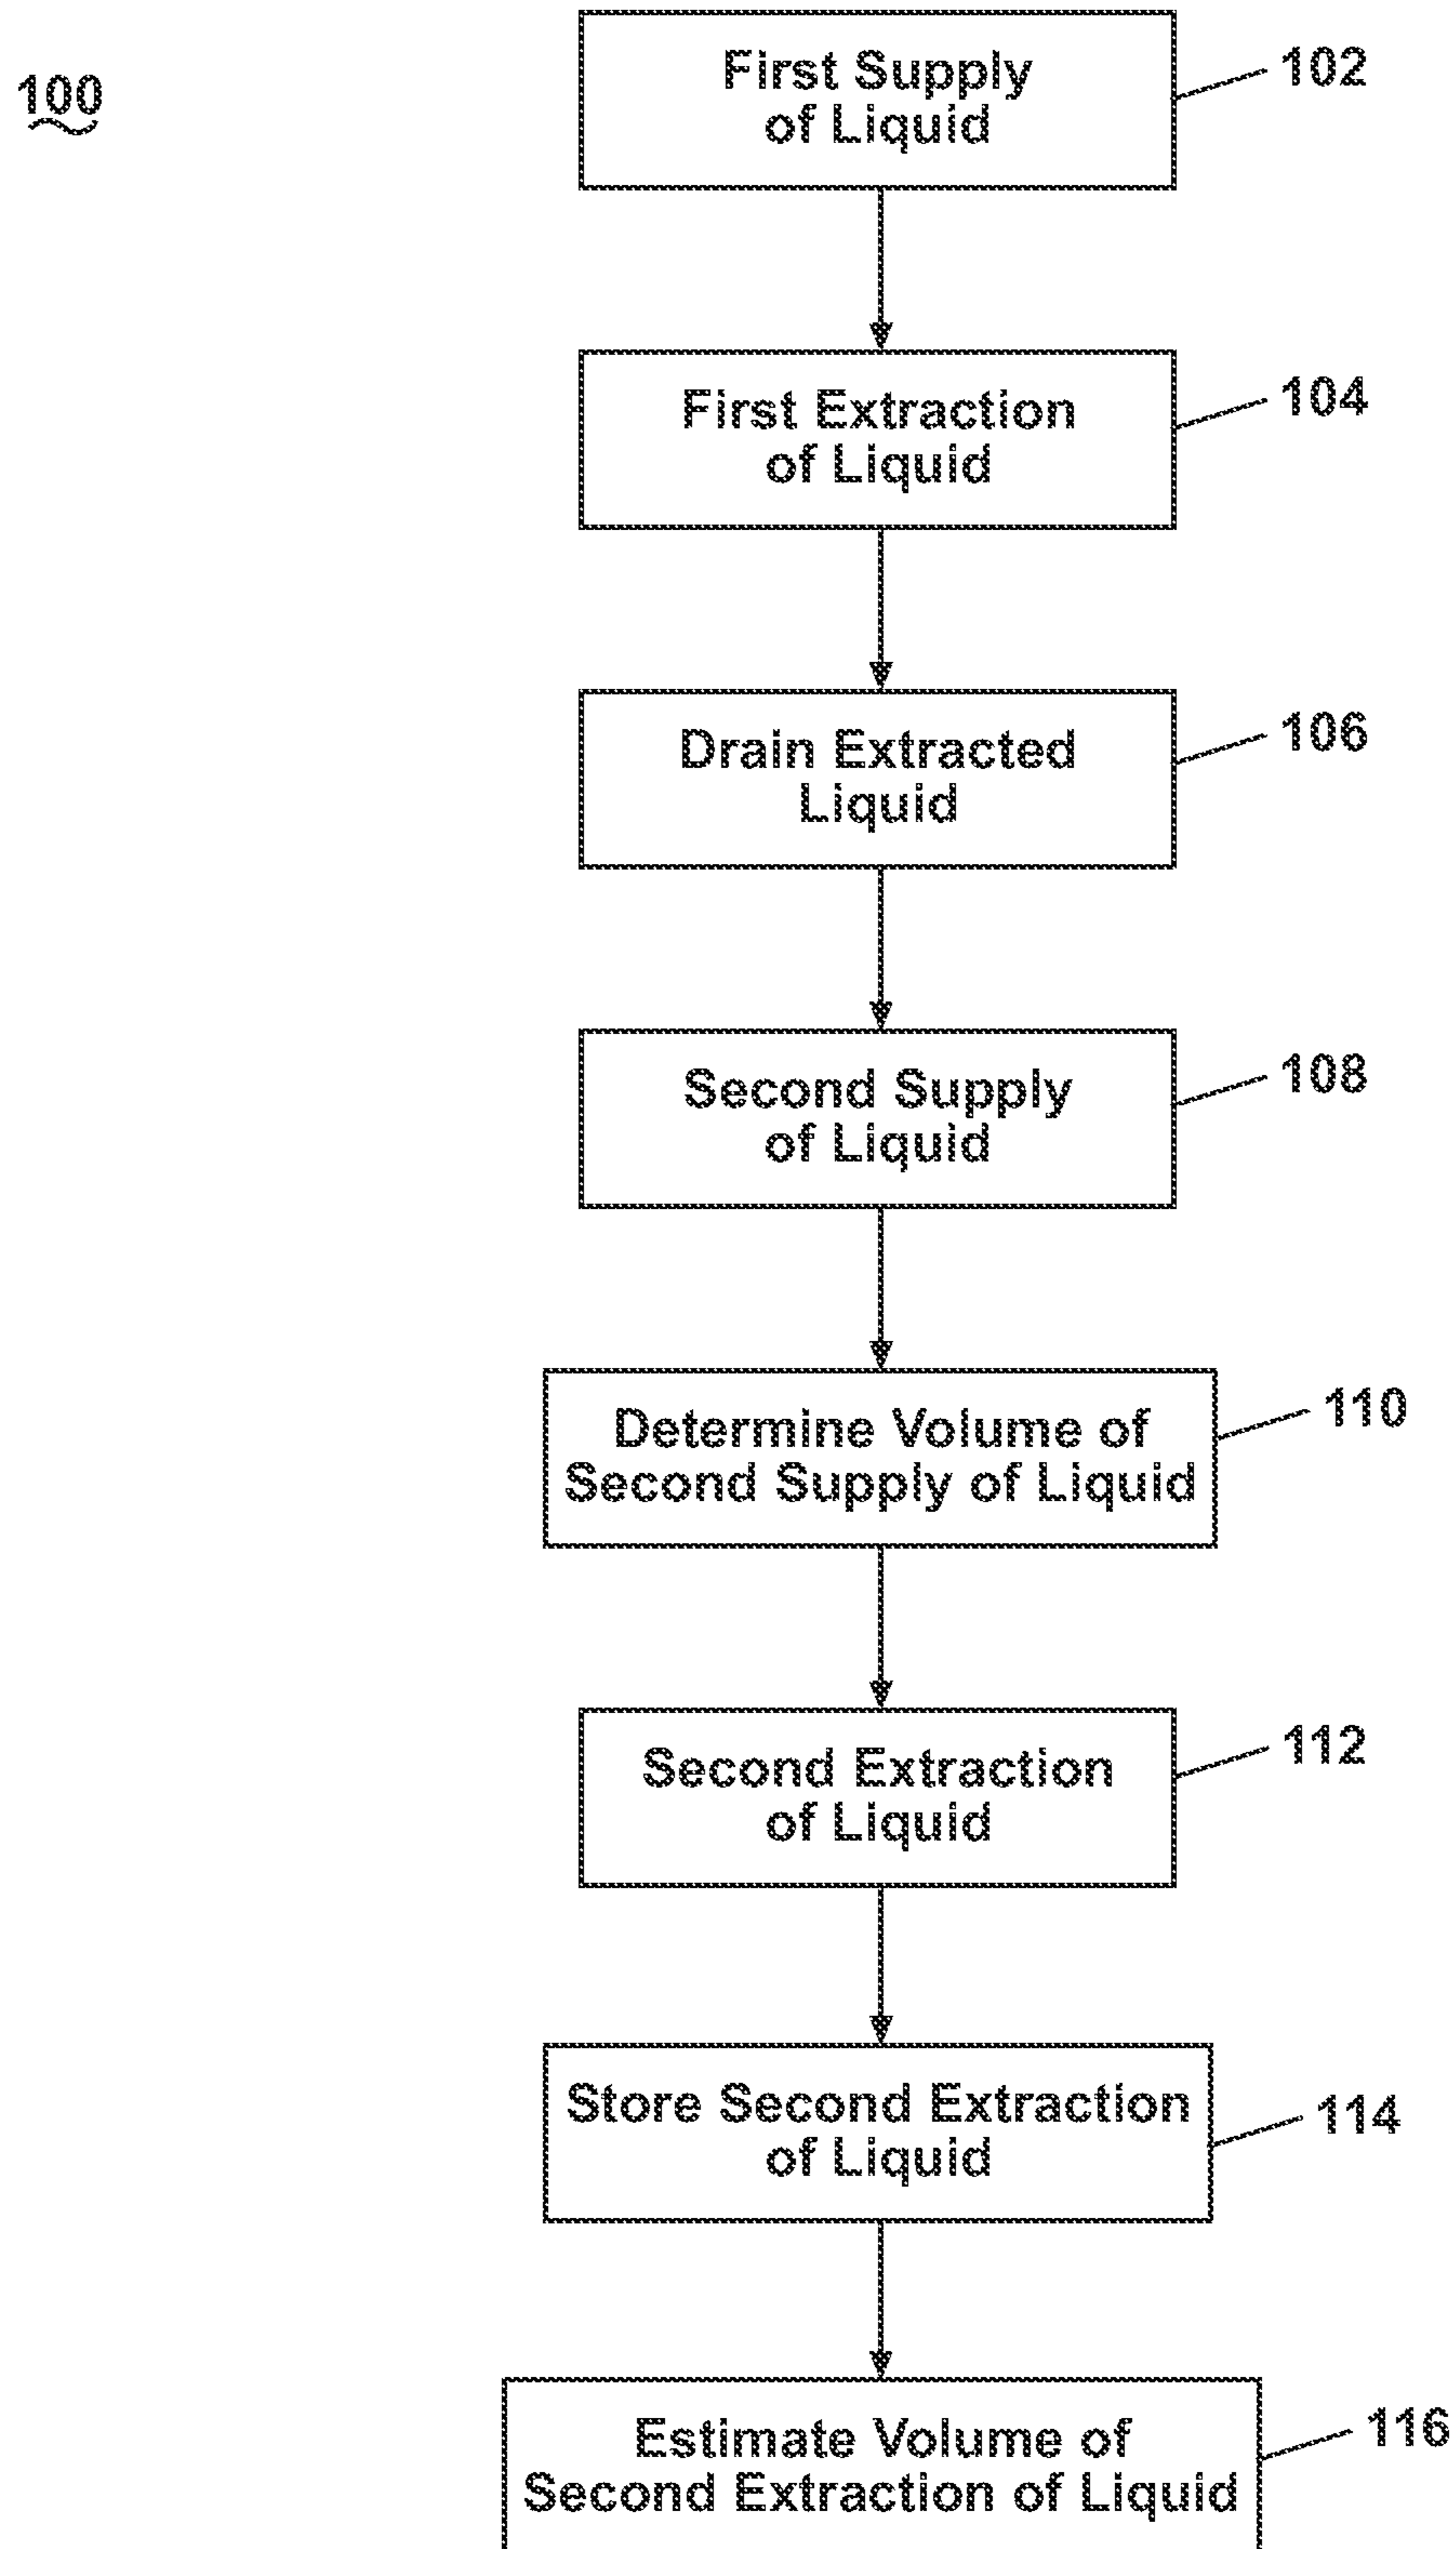 100
First Supply
of Liquid
102
First Extraction
of Liquid
104
Drain Extracted
Liquid
106
Second Supply
of Liquid
108
Determine Volume of
Second Supply of Liquid
110
Second Extraction
of Liquid
112
Store Second Extraction
of Liquid
114
Estimate Volume of
Second Extraction of Liquid
116